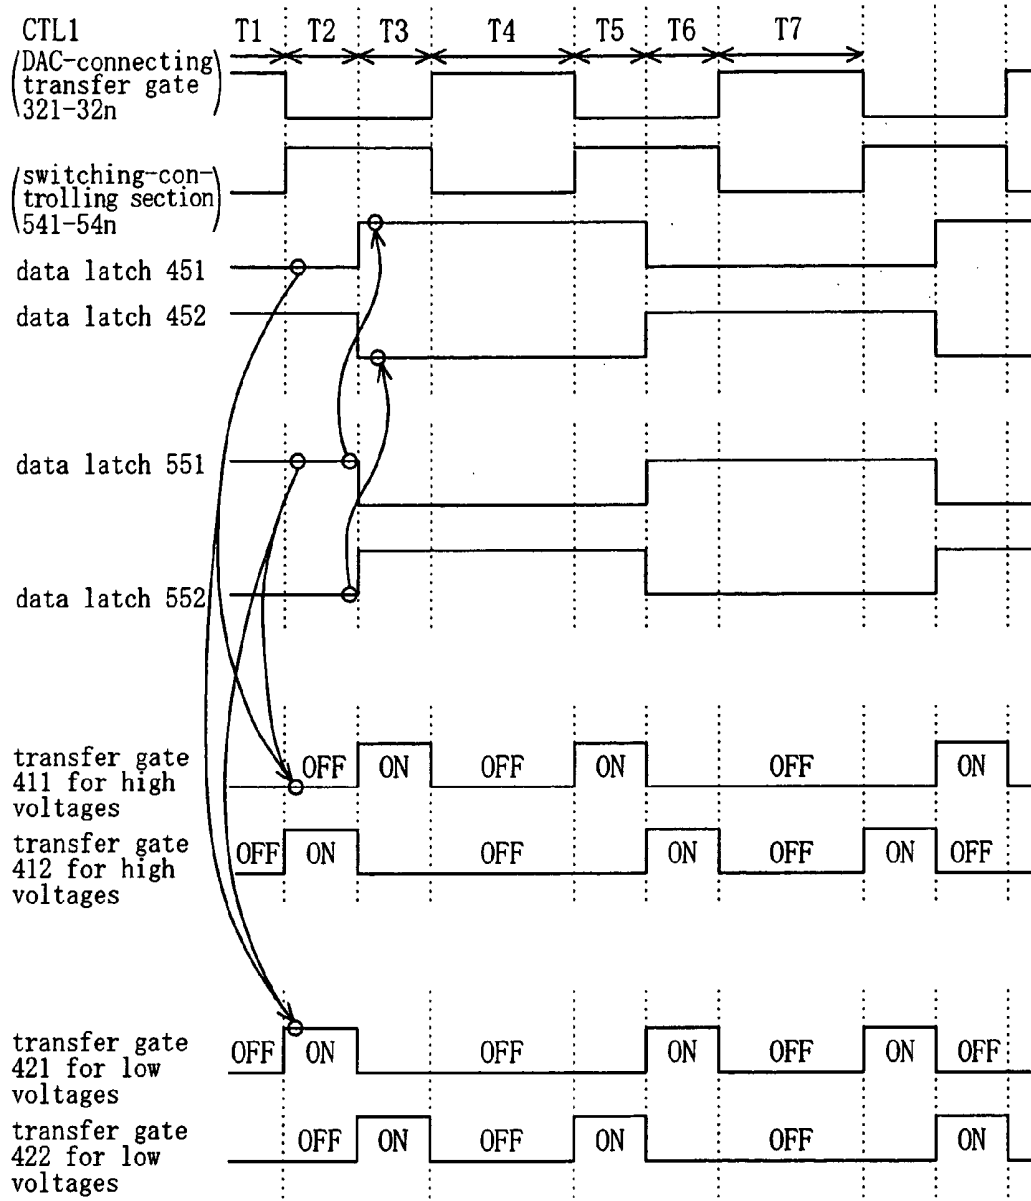 CTL1 T1 T2 T3 T4 T5 T6 T7
(DAC-connecting
transfer gate
321-32n)
(switching-con-
trolling section
541-54n)
data latch 451
data latch 452
data latch 551
data latch 552
transfer gate
411 for high
voltages
OFF ON OFF ON OFF ON
transfer gate
412 for high
voltages
OFF ON OFF ON OFF ON OFF
transfer gate
421 for low
voltages
OFF ON OFF ON OFF ON OFF
transfer gate
422 for low
voltages
OFF ON OFF ON OFF ON